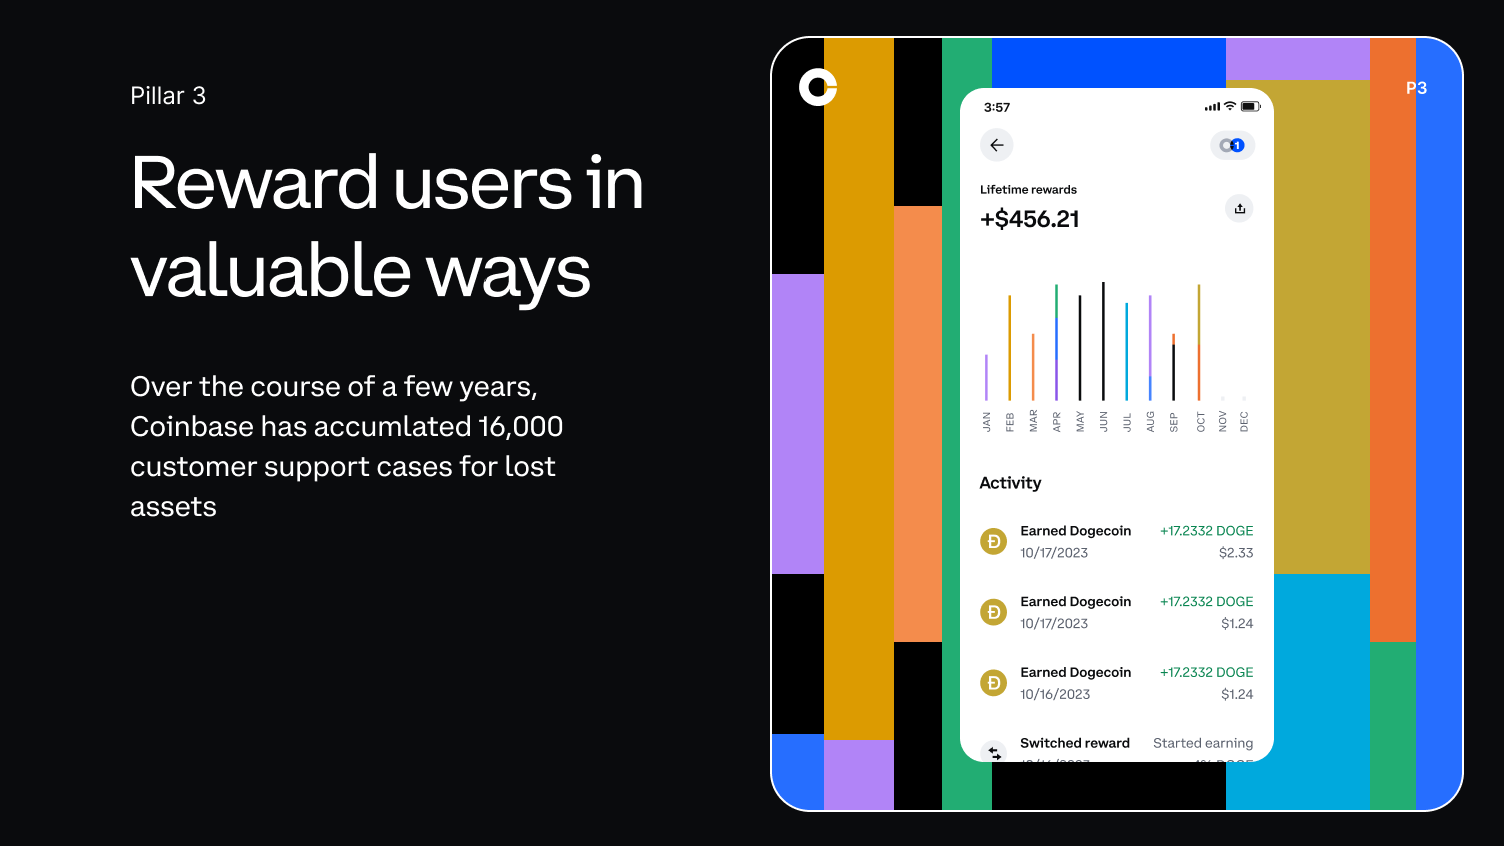 Pillar 3
Reward users in
valuable ways
Over the course of a few years,
Coinbase has accumlated 16,000
customer support cases for lost
assets
P3
3:57
1
Lifetime rewards
+$456.21
JAN FEB MAR APR MAY JUN JUL AUG SEP OCT NOV DEC
Activity
Earned Dogecoin +17.2332 DOGE
10/17/2023 $2.33
Earned Dogecoin +17.2332 DOGE
10/17/2023 $1.24
Earned Dogecoin +17.2332 DOGE
10/16/2023 $1.24
Switched reward Started earning